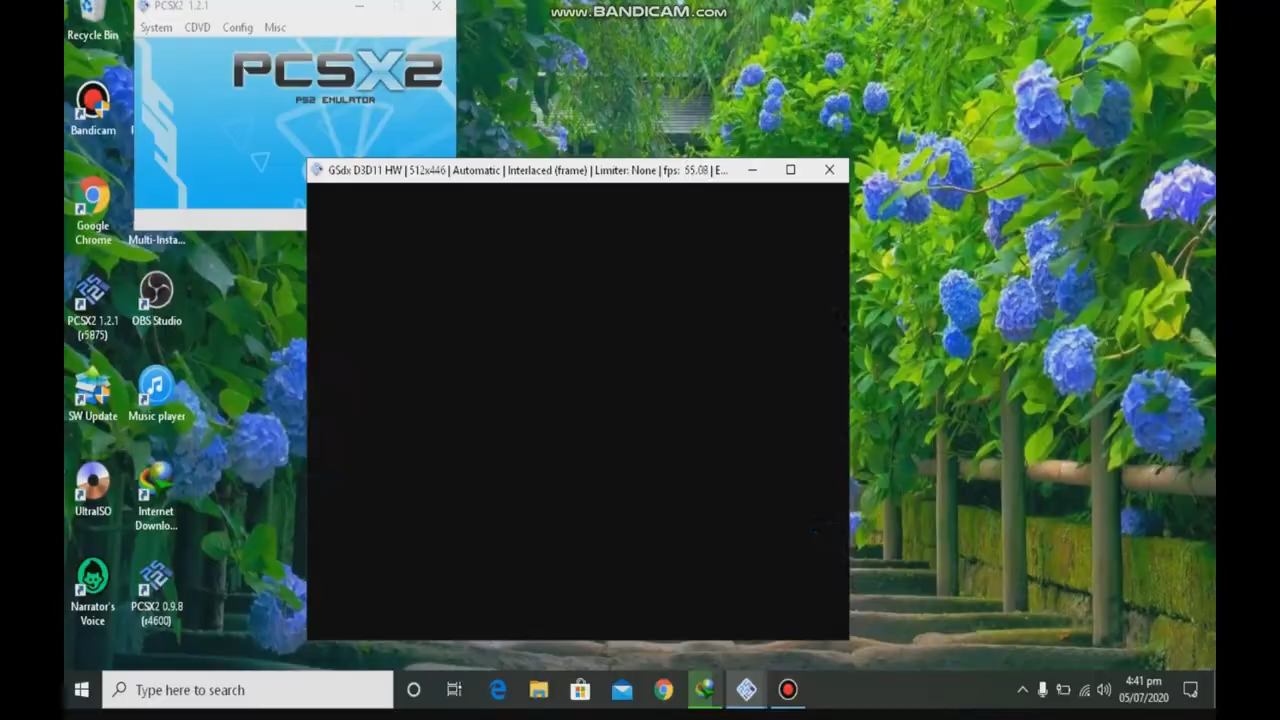 www.BANDICAM.com
PCSX2 1.2.1
System CDVD Config Misc
PCSX2
PS2 EMULATOR
Recycle Bin
Bandicam
Google
Chrome
Multi-Insta...
PCSX2 1.2.1
(r5875)
OBS Studio
SW Update
Music player
UltraISO
Internet
Downlo...
Narrator's
Voice
PCSX2 0.9.8
(r4600)
GSdx D3D11 HW | 512x446 | Automatic | Interlaced (frame) | Limiter: None | fps: 55.08 | E...
Type here to search
4:41 pm
05/07/2020